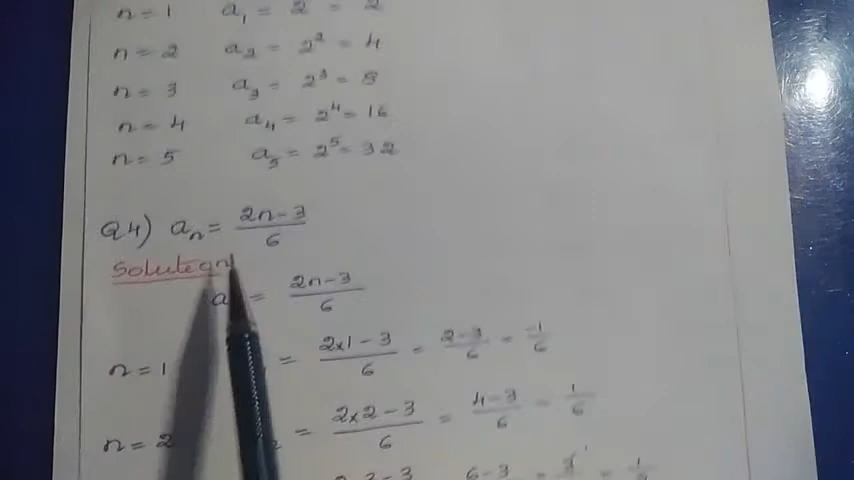 n = 1 a₁ = 2 = 2
n = 2 a₂ = 2² = 4
n = 3 a₃ = 2³ = 8
n = 4 a₄ = 2⁴ = 16
n = 5 a₅ = 2⁵ = 32
Q4) aₙ = (2n-3)/6
Solution
a = (2n-3)/6
n = 1 = (2×1-3)/6 = (2-3)/6 = -1/6
n = 2 = (2×2-3)/6 = (4-3)/6 = 1/6
6-3 =